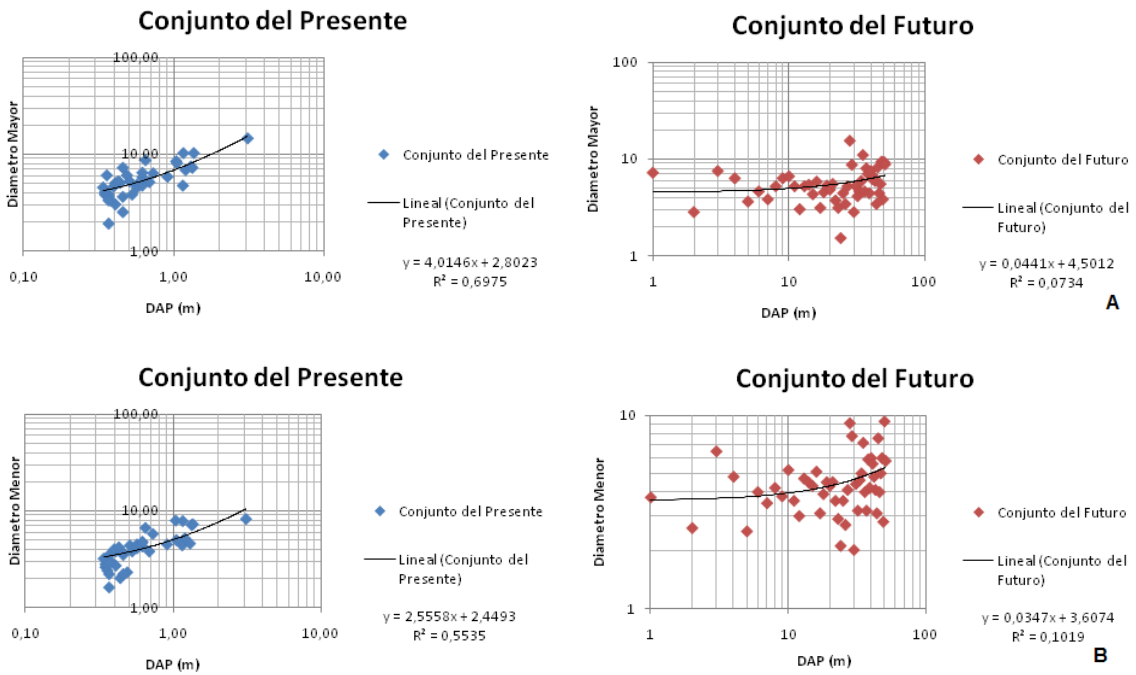 Conjunto del Presente
100,00
10,00
1,00
0,10
1,00
10,00
Diametro Mayor
DAP (m)
Conjunto del Presente
Lineal (Conjunto del
Presente)
y = 4,0146x + 2,8023
R² = 0,6975
Conjunto del Futuro
100
10
1
1
10
100
Diametro Mayor
DAP (m)
Conjunto del Futuro
Lineal (Conjunto del
Futuro)
y = 0,0441x + 4,5012
R² = 0,0734
A
Conjunto del Presente
100,00
10,00
1,00
0,10
1,00
10,00
Diametro Menor
DAP (m)
Conjunto del Presente
Lineal (Conjunto del
Presente)
y = 2,5558x + 2,4493
R² = 0,5535
Conjunto del Futuro
10
1
1
10
100
Diametro Menor
DAP (m)
Conjunto del Futuro
Lineal (Conjunto del
Futuro)
y = 0,0347x + 3,6074
R² = 0,1019
B